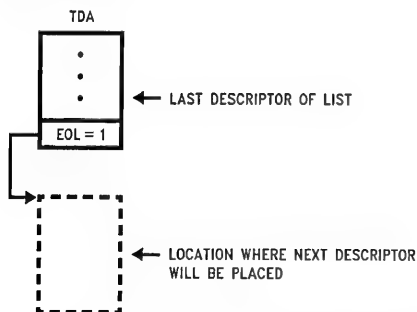 TDA
LAST DESCRIPTOR OF LIST
EOL = 1
LOCATION WHERE NEXT DESCRIPTOR
WILL BE PLACED